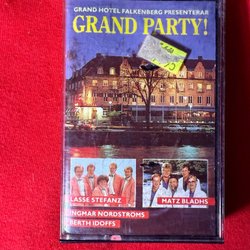 GRAND HOTEL FALKENBERG PRESENTERAR
GRAND PARTY!
LASSE STEFANZ
MATZ BLADHS
INGMAR NORDSTRÖMS
BERTH IDOFFS